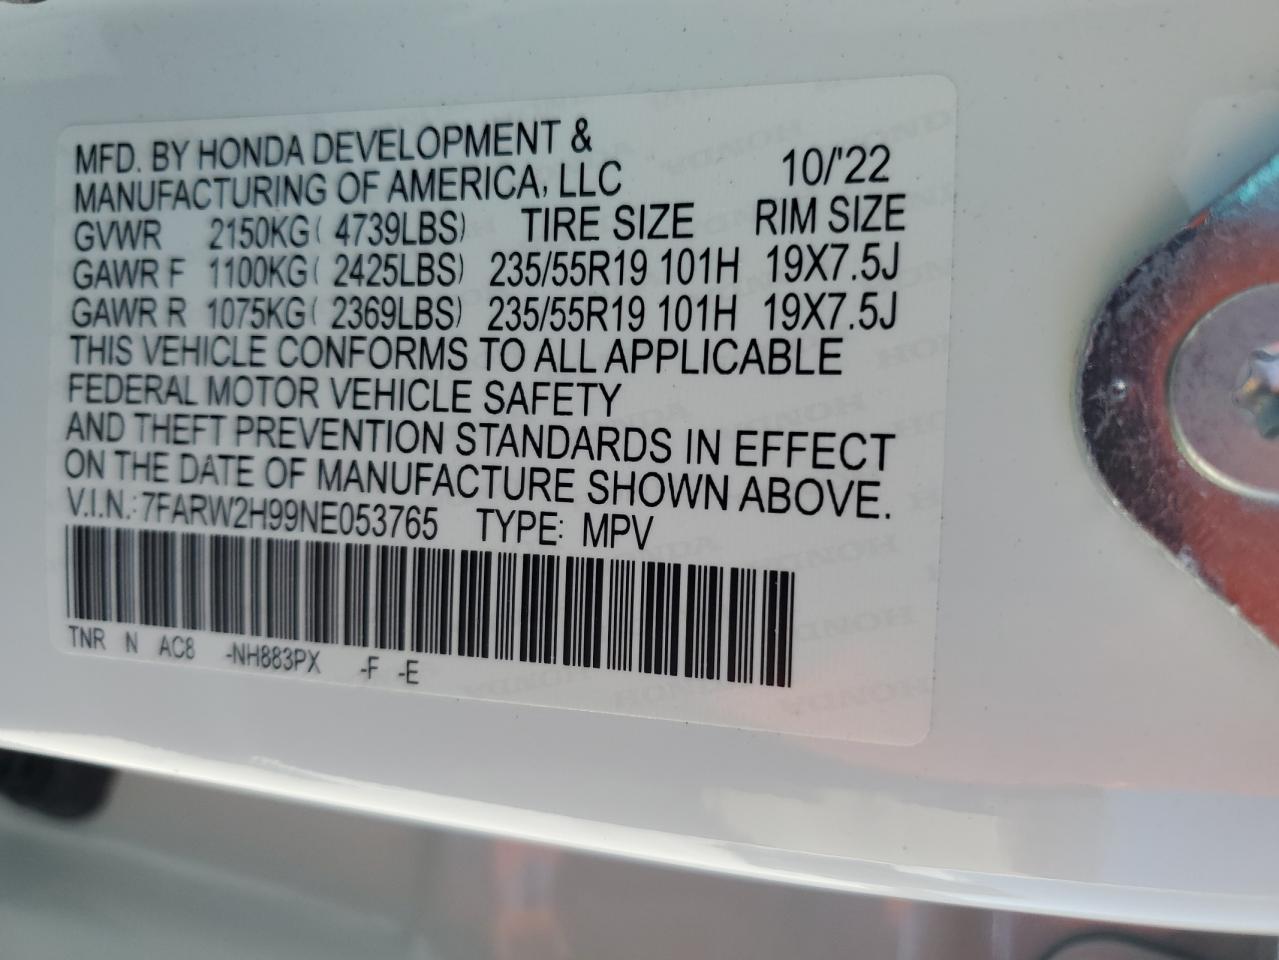 MFD. BY HONDA DEVELOPMENT &
MANUFACTURING OF AMERICA, LLC 10/'22
GVWR 2150KG( 4739LBS) TIRE SIZE RIM SIZE
GAWR F 1100KG( 2425LBS) 235/55R19 101H 19X7.5J
GAWR R 1075KG( 2369LBS) 235/55R19 101H 19X7.5J
THIS VEHICLE CONFORMS TO ALL APPLICABLE
FEDERAL MOTOR VEHICLE SAFETY
AND THEFT PREVENTION STANDARDS IN EFFECT
ON THE DATE OF MANUFACTURE SHOWN ABOVE.
V.I.N.: 7FARW2H99NE053765 TYPE: MPV
TNR N AC8 -NH883PX -F -E